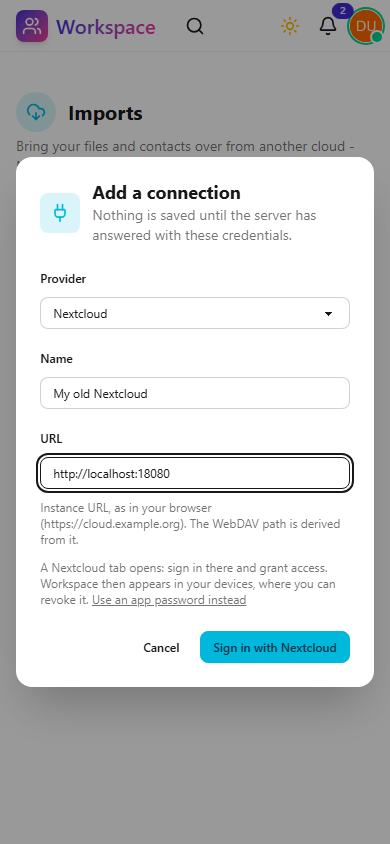 Workspace
2
DU
Imports
Bring your files and contacts over from another cloud -
Add a connection
Nothing is saved until the server has
answered with these credentials.
Provider
Nextcloud
Name
My old Nextcloud
URL
http://localhost:18080
Instance URL, as in your browser
(https://cloud.example.org). The WebDAV path is derived
from it.
A Nextcloud tab opens: sign in there and grant access.
Workspace then appears in your devices, where you can
revoke it. Use an app password instead
Cancel
Sign in with Nextcloud